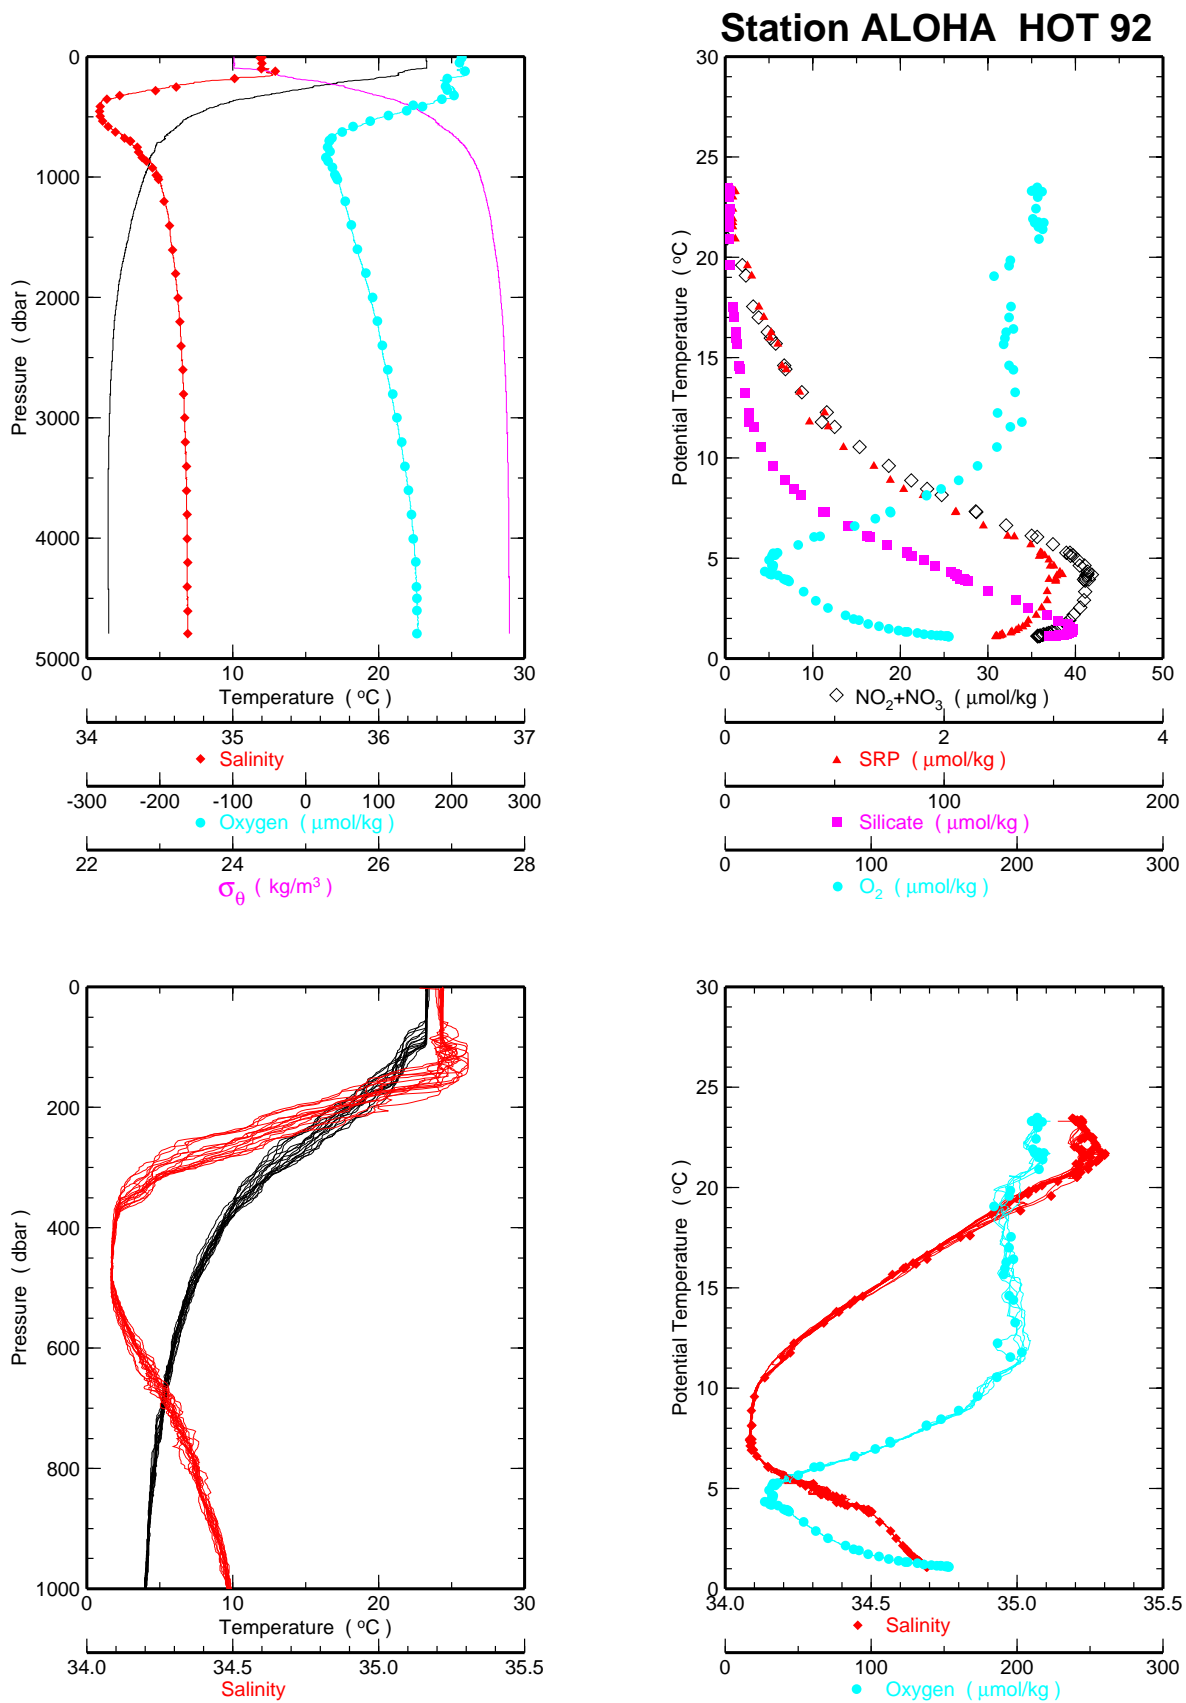 Station ALOHA HOT 92
0
1000
2000
3000
4000
5000
Pressure (dbar)
0 10 20 30
Temperature ( °C)
34 35 36 37
Salinity
-300 -200 -100 0 100 200 300
Oxygen ( μmol/kg)
22 24 26 28
σθ ( kg/m³ )
30
25
20
15
10
5
0
Potential Temperature ( °C)
0 10 20 30 40 50
NO₂+NO₃ ( μmol/kg)
0 2 4
SRP ( μmol/kg)
0 100 200
Silicate ( μmol/kg)
0 100 200 300
O₂ ( μmol/kg)
0
200
400
600
800
1000
Pressure (dbar)
0 10 20 30
Temperature ( °C)
34.0 34.5 35.0 35.5
Salinity
30
25
20
15
10
5
0
Potential Temperature ( °C)
34.0 34.5 35.0 35.5
Salinity
0 100 200 300
Oxygen ( μmol/kg)